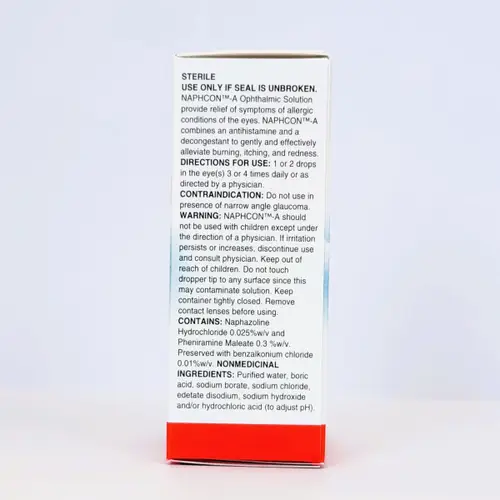 STERILE
USE ONLY IF SEAL IS UNBROKEN.
NAPHCON™-A Ophthalmic Solution
provide relief of symptoms of allergic
conditions of the eyes. NAPHCON™-A
combines an antihistamine and a
decongestant to gently and effectively
alleviate burning, itching, and redness.
DIRECTIONS FOR USE: 1 or 2 drops
in the eye(s) 3 or 4 times daily or as
directed by a physician.
CONTRAINDICATION: Do not use in
presence of narrow angle glaucoma.
WARNING: NAPHCON™-A should
not be used with children except under
the direction of a physician. If irritation
persists or increases, discontinue use
and consult physician. Keep out of
reach of children. Do not touch
dropper tip to any surface since this
may contaminate solution. Keep
container tightly closed. Remove
contact lenses before using.
CONTAINS: Naphazoline
Hydrochloride 0.025%w/v and
Pheniramine Maleate 0.3 %w/v.
Preserved with benzalkonium chloride
0.01%w/v. NONMEDICINAL
INGREDIENTS: Purified water, boric
acid, sodium borate, sodium chloride,
edetate disodium, sodium hydroxide
and/or hydrochloric acid (to adjust pH).